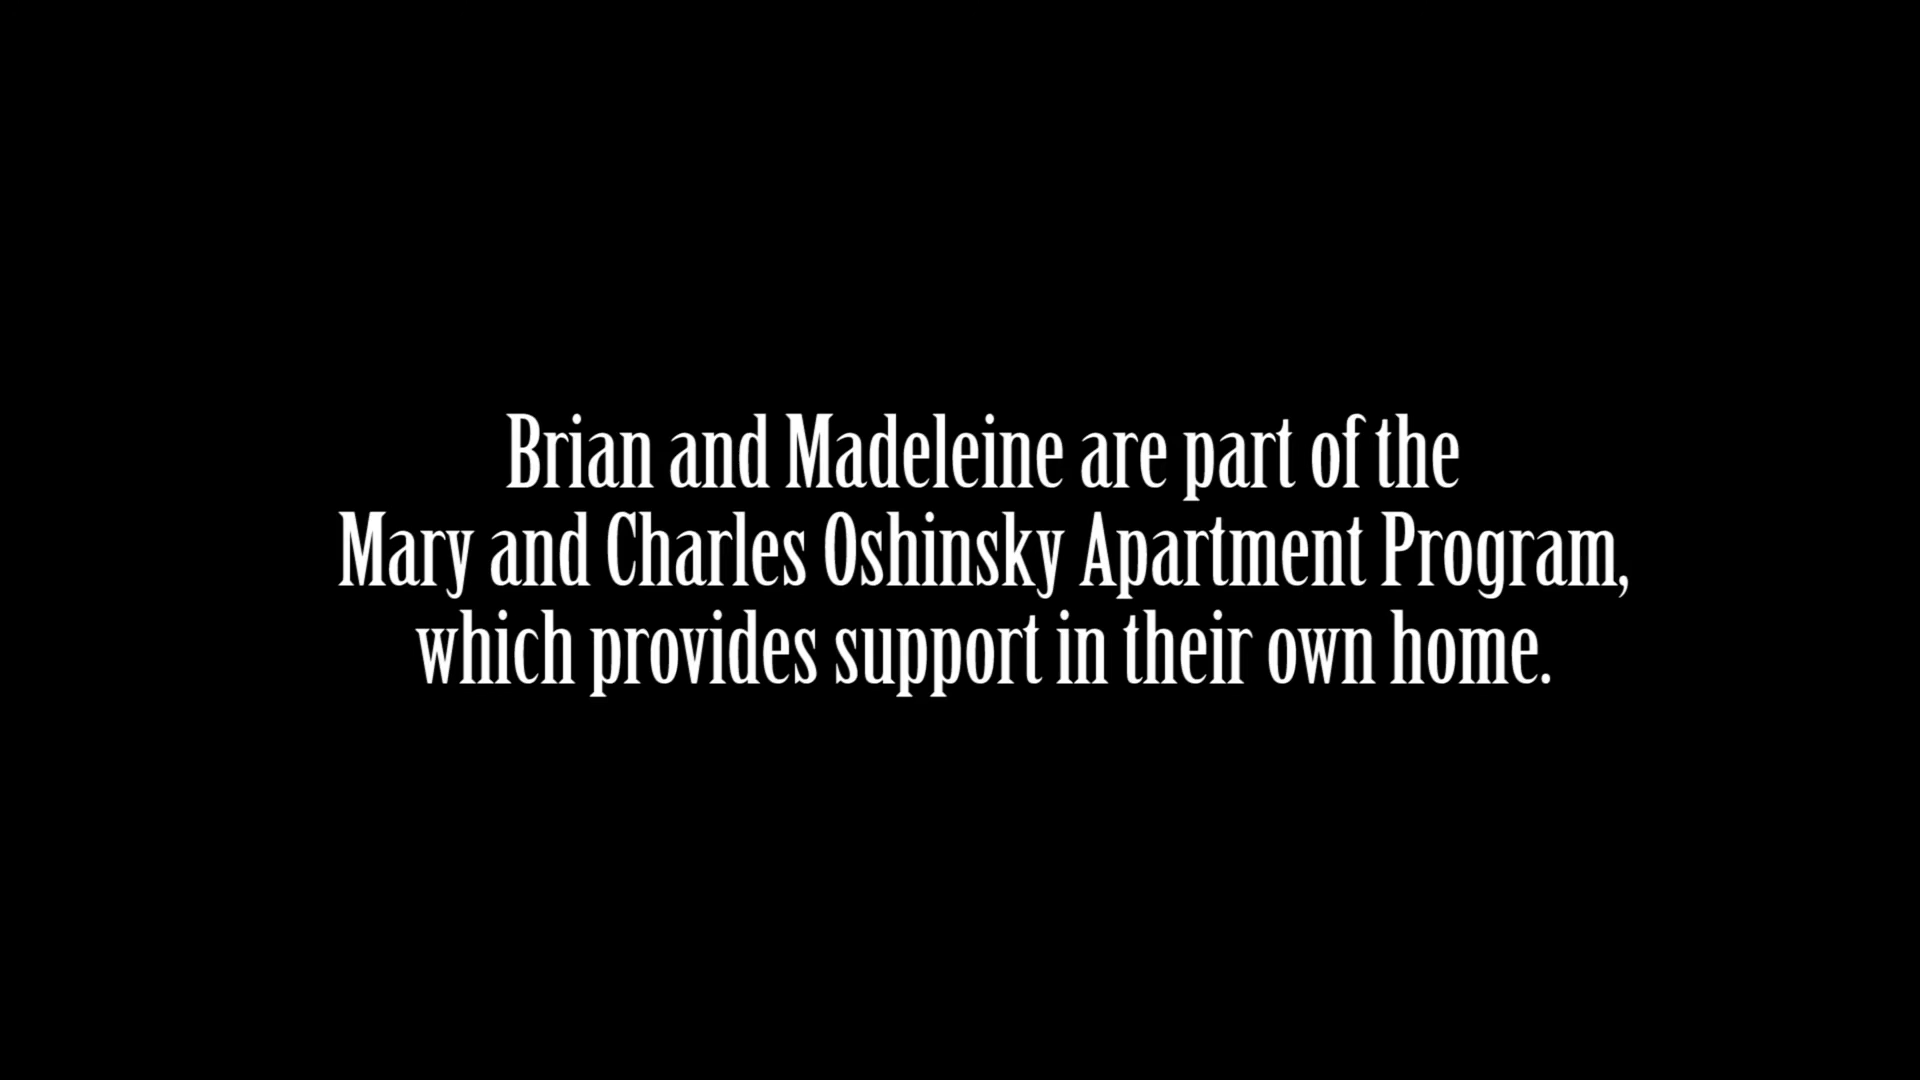 Brian and Madeleine are part of the
Mary and Charles Oshinsky Apartment Program,
which provides support in their own home.